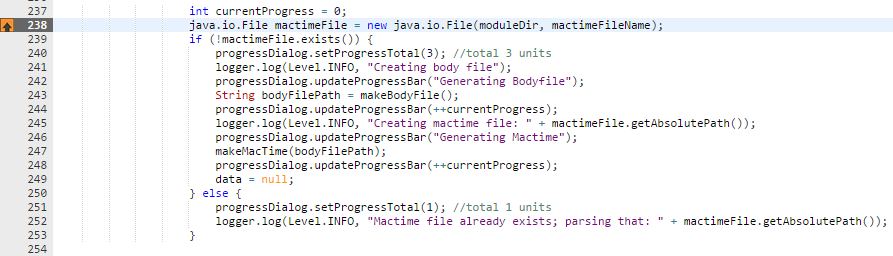 237 int currentProgress = 0;
238 java.io.File mactimeFile = new java.io.File(moduleDir, mactimeFileName);
239 if (!mactimeFile.exists()) {
240 progressDialog.setProgressTotal(3); //total 3 units
241 logger.log(Level.INFO, "Creating body file");
242 progressDialog.updateProgressBar("Generating Bodyfile");
243 String bodyFilePath = makeBodyFile();
244 progressDialog.updateProgressBar(++currentProgress);
245 logger.log(Level.INFO, "Creating mactime file: " + mactimeFile.getAbsolutePath());
246 progressDialog.updateProgressBar("Generating Mactime");
247 makeMacTime(bodyFilePath);
248 progressDialog.updateProgressBar(++currentProgress);
249 data = null;
250 } else {
251 progressDialog.setProgressTotal(1); //total 1 units
252 logger.log(Level.INFO, "Mactime file already exists; parsing that: " + mactimeFile.getAbsolutePath());
253 }
254